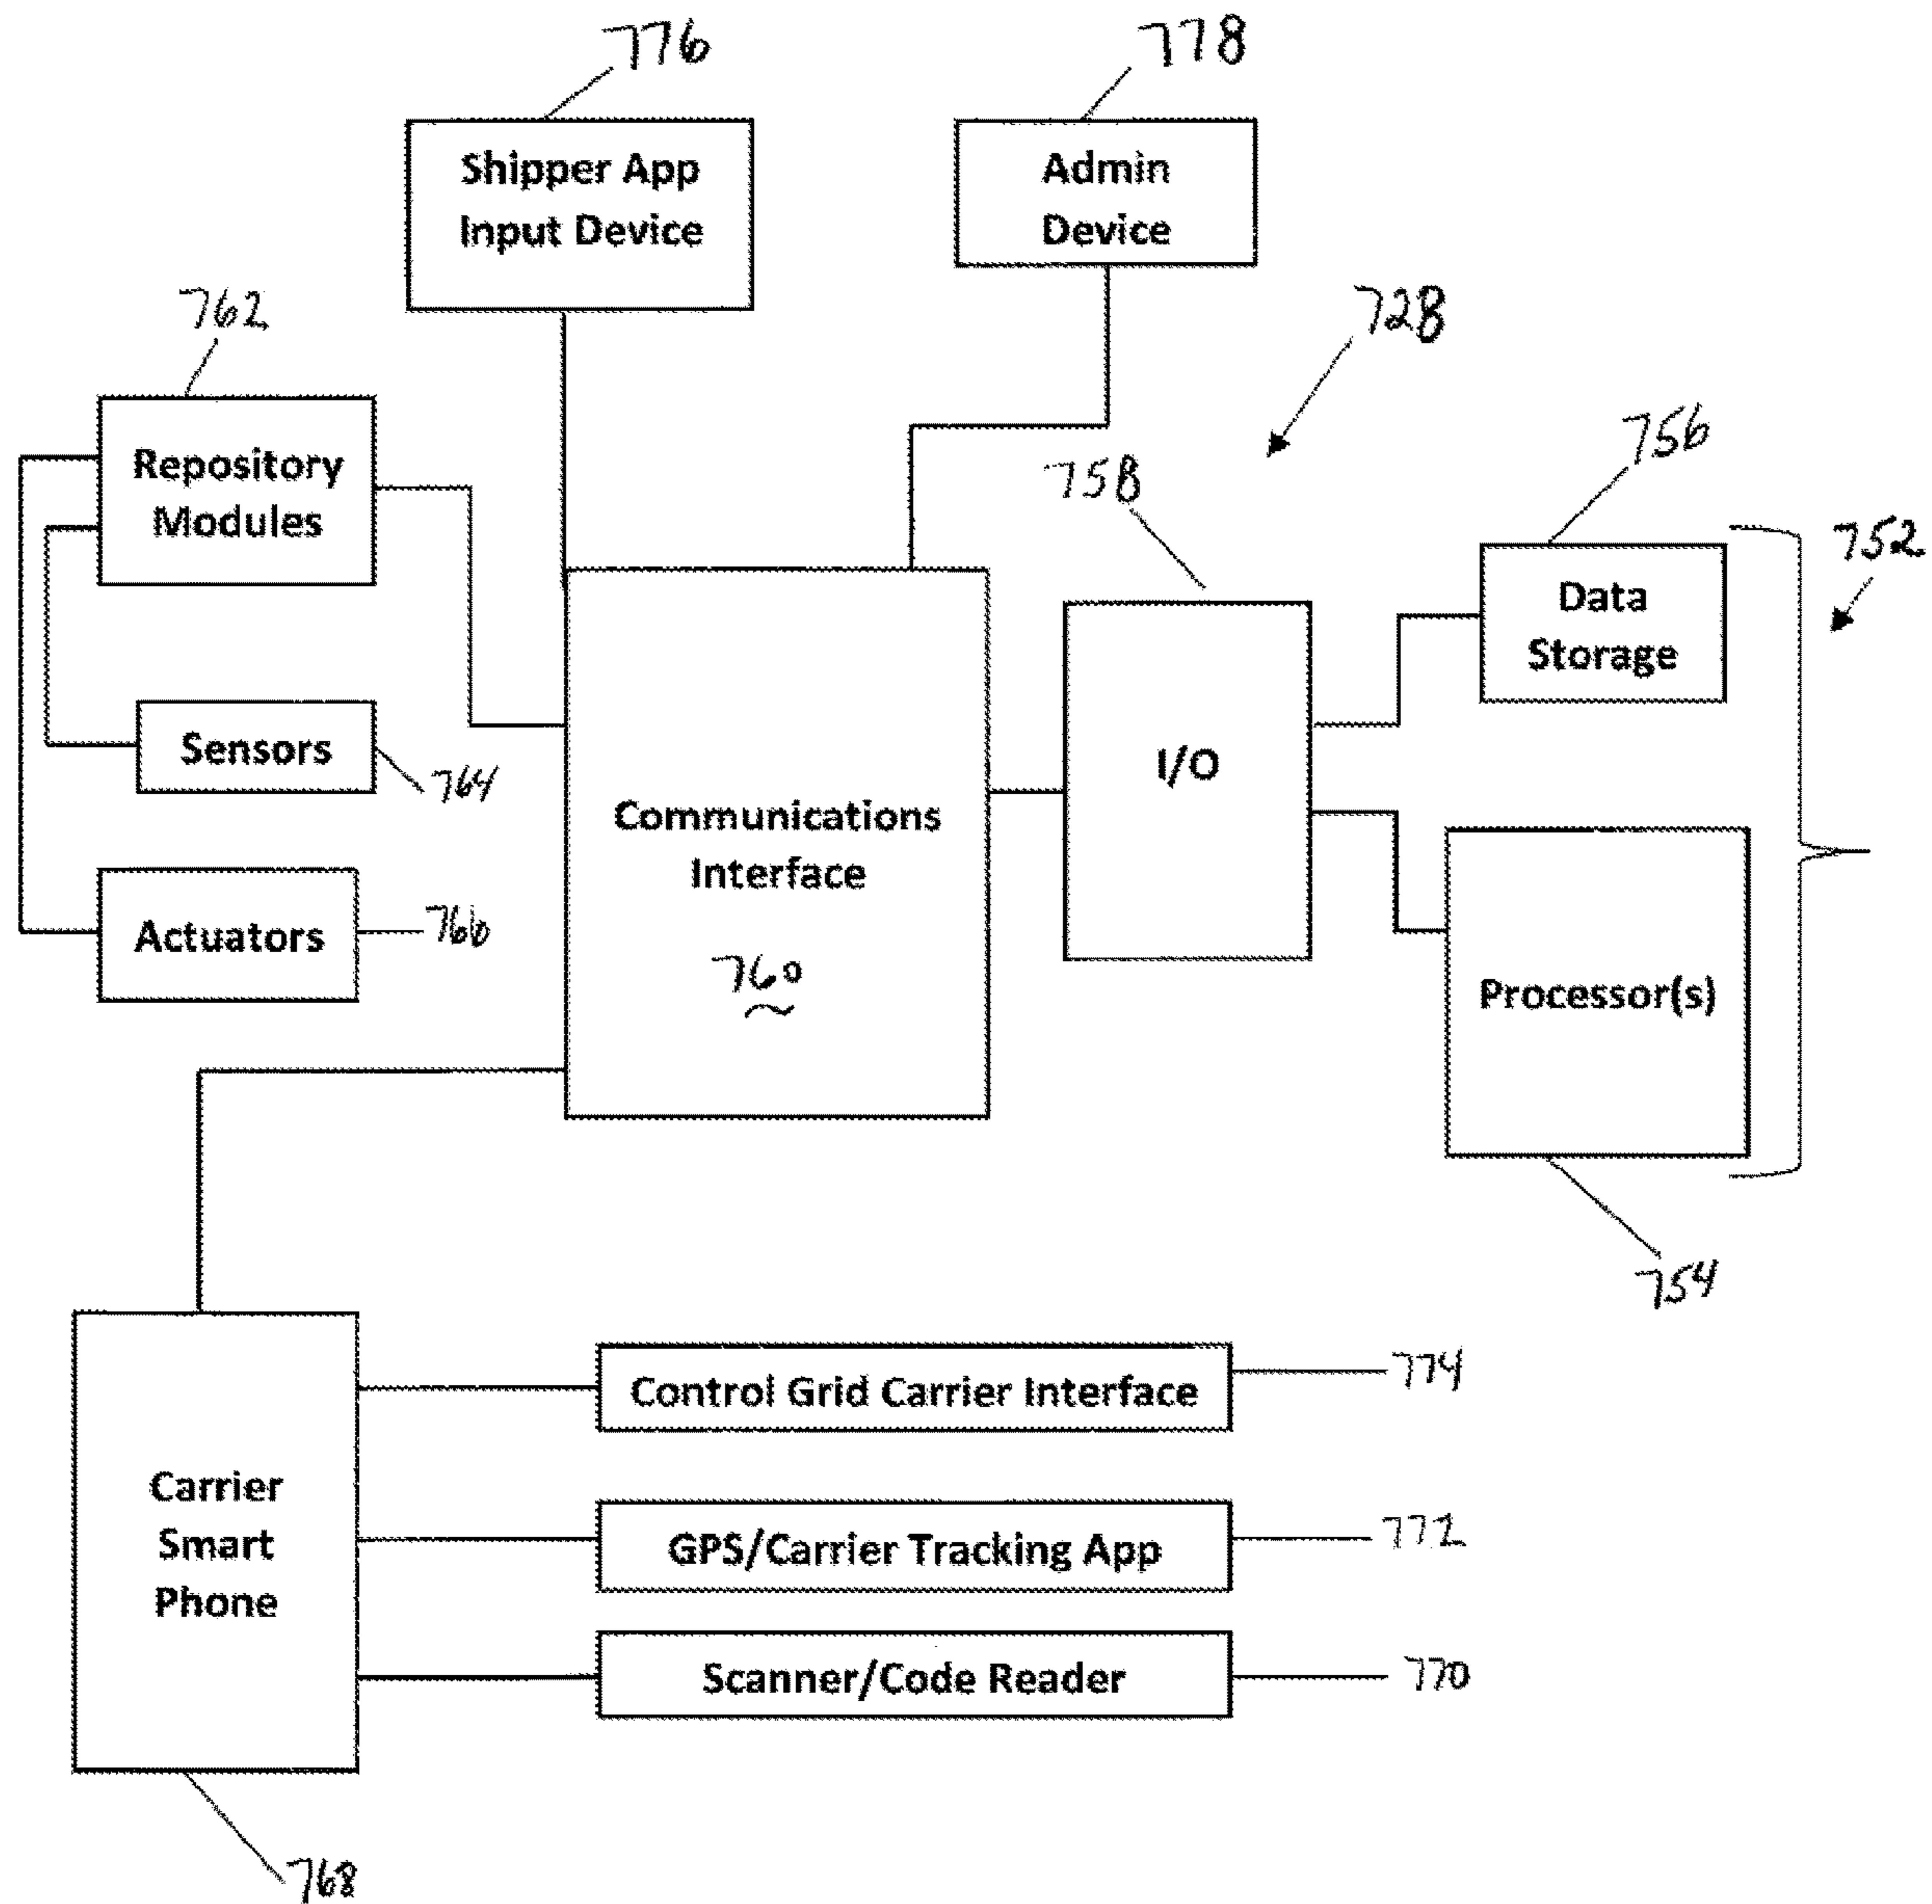 776
778
Shipper App
Input Device
Admin
Device
762
728
Repository
Modules
758
756
752
Data
Storage
Sensors
764
I/O
Communications
Interface
760
Actuators
766
Processor(s)
754
Control Grid Carrier Interface
774
Carrier
Smart
Phone
GPS/Carrier Tracking App
772
Scanner/Code Reader
770
768